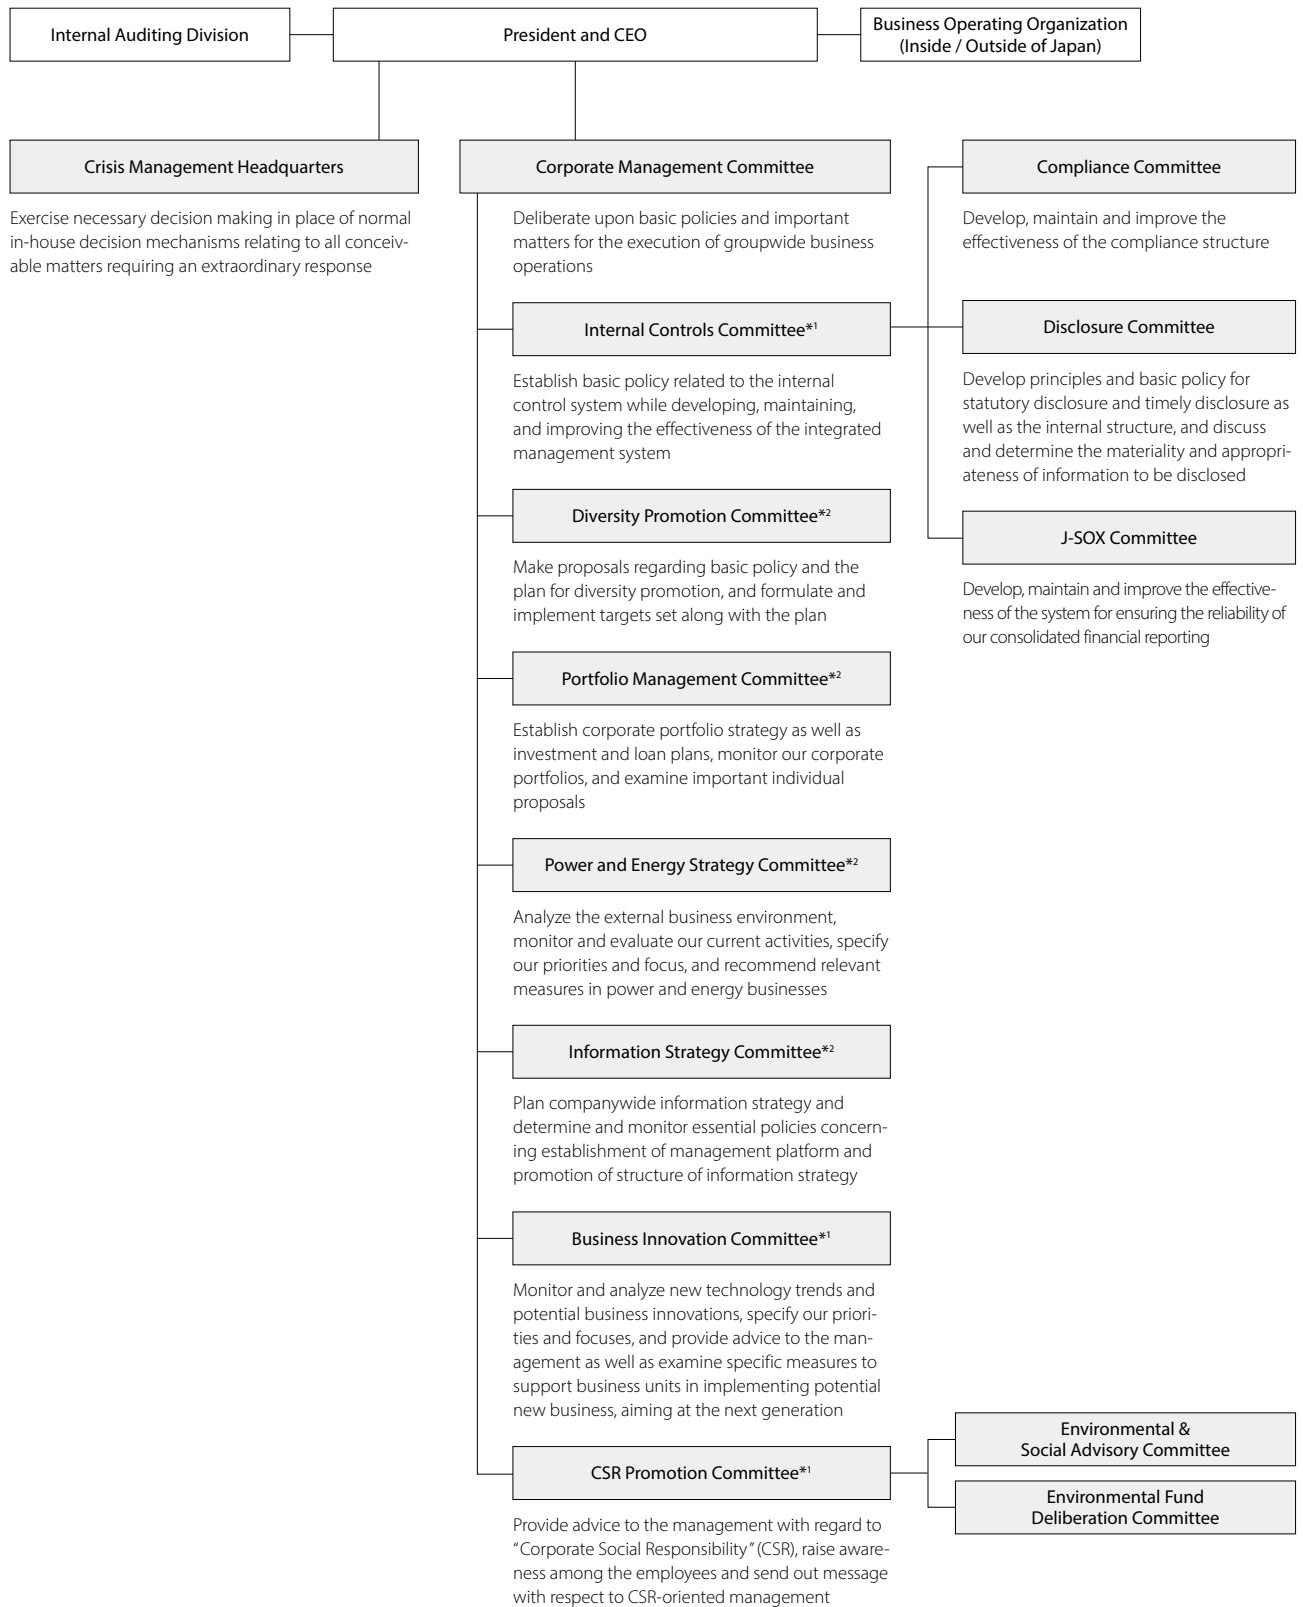 Internal Auditing Division
President and CEO
Business Operating Organization
(Inside / Outside of Japan)
Crisis Management Headquarters
Exercise necessary decision making in place of normal
in-house decision mechanisms relating to all conceiv-
able matters requiring an extraordinary response
Corporate Management Committee
Deliberate upon basic policies and important
matters for the execution of groupwide business
operations
Internal Controls Committee*1
Establish basic policy related to the internal
control system while developing, maintaining,
and improving the effectiveness of the integrated
management system
Compliance Committee
Develop, maintain and improve the
effectiveness of the compliance structure
Disclosure Committee
Develop principles and basic policy for
statutory disclosure and timely disclosure as
well as the internal structure, and discuss
and determine the materiality and appropri-
ateness of information to be disclosed
J-SOX Committee
Develop, maintain and improve the effective-
ness of the system for ensuring the reliability of
our consolidated financial reporting
Diversity Promotion Committee*2
Make proposals regarding basic policy and the
plan for diversity promotion, and formulate and
implement targets set along with the plan
Portfolio Management Committee*2
Establish corporate portfolio strategy as well as
investment and loan plans, monitor our corporate
portfolios, and examine important individual
proposals
Power and Energy Strategy Committee*2
Analyze the external business environment,
monitor and evaluate our current activities, specify
our priorities and focus, and recommend relevant
measures in power and energy businesses
Information Strategy Committee*2
Plan companywide information strategy and
determine and monitor essential policies concern-
ing establishment of management platform and
promotion of structure of information strategy
Business Innovation Committee*1
Monitor and analyze new technology trends and
potential business innovations, specify our priori-
ties and focuses, and provide advice to the man-
agement as well as examine specific measures to
support business units in implementing potential
new business, aiming at the next generation
CSR Promotion Committee*1
Provide advice to the management with regard to
"Corporate Social Responsibility" (CSR), raise aware-
ness among the employees and send out message
with respect to CSR-oriented management
Environmental &
Social Advisory Committee
Environmental Fund
Deliberation Committee